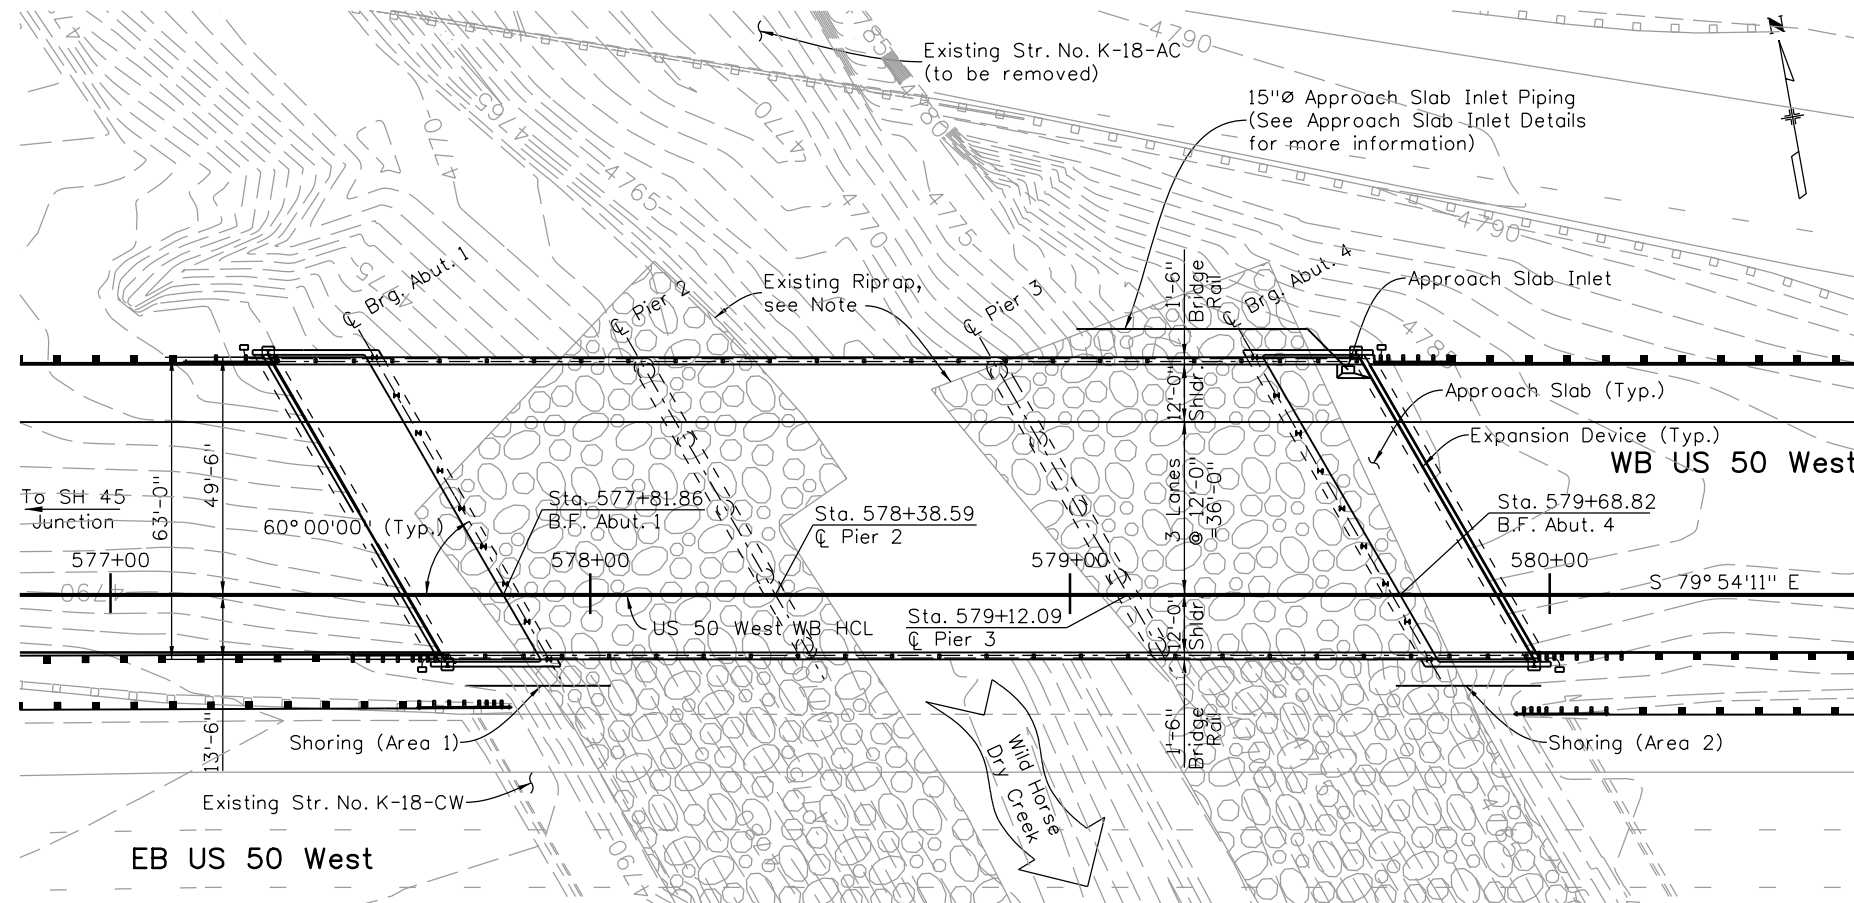 4790
4785
N
Existing Str. No. K-18-AC
(to be removed)
4780
15"Ø Approach Slab Inlet Piping
(See Approach Slab Inlet Details
for more information)
4765
4770
4770
4765
4770
4775
4790
℄ Brg. Abut. 1
℄ Pier 2
Existing Riprap,
see Note
℄ Pier 3
1'-6"
Bridge
Rail
℄ Brg. Abut. 4
Approach Slab Inlet
12'-0"
Shldr.
Approach Slab (Typ.)
Expansion Device (Typ.)
WB US 50 West
To SH 45
Junction
63'-0"
49'-6"
60°00'00" (Typ.)
Sta. 577+81.86
B.F. Abut. 1
Sta. 578+38.59
℄ Pier 2
3 Lanes
@ 12'-0"
=36'-0"
Sta. 579+68.82
B.F. Abut. 4
577+00
578+00
579+00
580+00
4790
S 79°54'11" E
US 50 West WB HCL
Sta. 579+12.09
℄ Pier 3
12'-0"
Shldr.
13'-6"
Shoring (Area 1)
1'-6"
Bridge
Rail
Shoring (Area 2)
Wild Horse
Dry Creek
Existing Str. No. K-18-CW
EB US 50 West